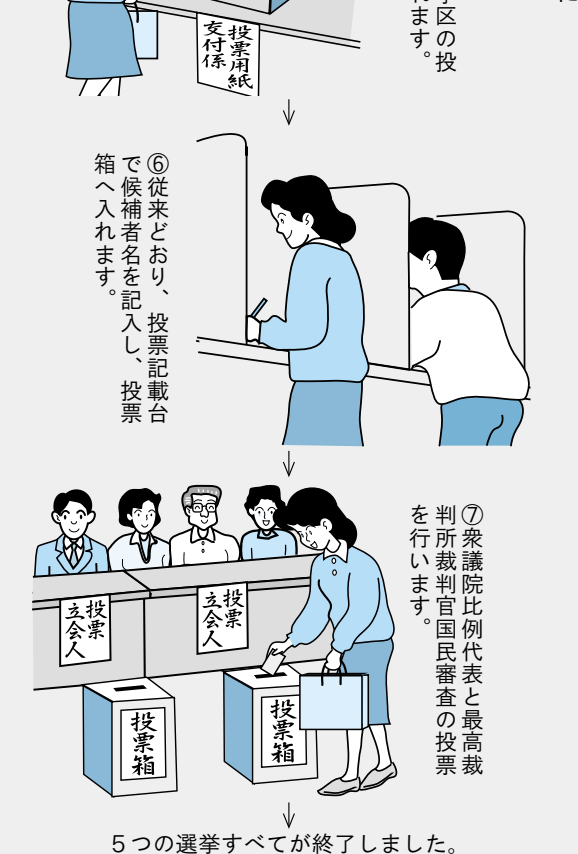 学区の投
れます。
投票用紙
交付係
⑥従来どおり、投票記載台
で候補者名を記入し、投票
箱へ入れます。
⑦衆議院比例代表と最高裁
判所裁判官国民審査の投票
を行います。
投票
立会人
投票
立会人
投票箱
投票箱
5つの選挙すべてが終了しました。